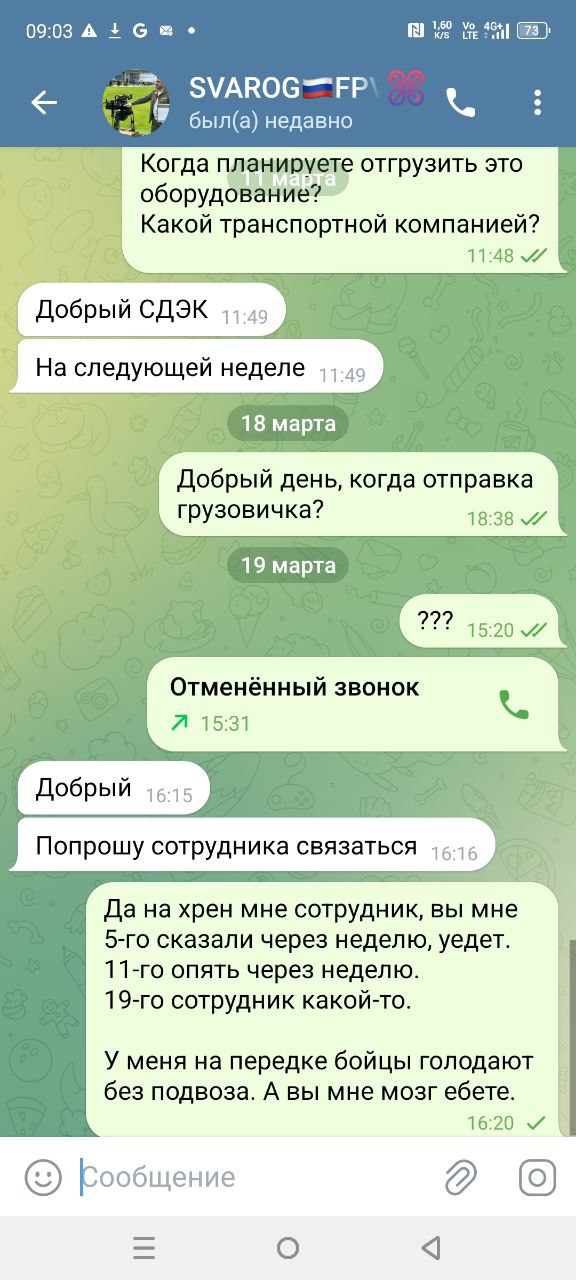 09:03
1,60 K/S
Vo LTE
4G+
73
SVAROG🇷🇺FPV
был(а) недавно
11 марта
Когда планируете отгрузить это
оборудование?
Какой транспортной компанией?
11:48
Добрый СДЭК 11:49
На следующей неделе 11:49
18 марта
Добрый день, когда отправка
грузовичка?
18:38
19 марта
??? 15:20
Отменённый звонок
15:31
Добрый 16:15
Попрошу сотрудника связаться 16:16
Да на хрен мне сотрудник, вы мне
5-го сказали через неделю, уедет.
11-го опять через неделю.
19-го сотрудник какой-то.
У меня на передке бойцы голодают
без подвоза. А вы мне мозг ебете.
16:20
Сообщение